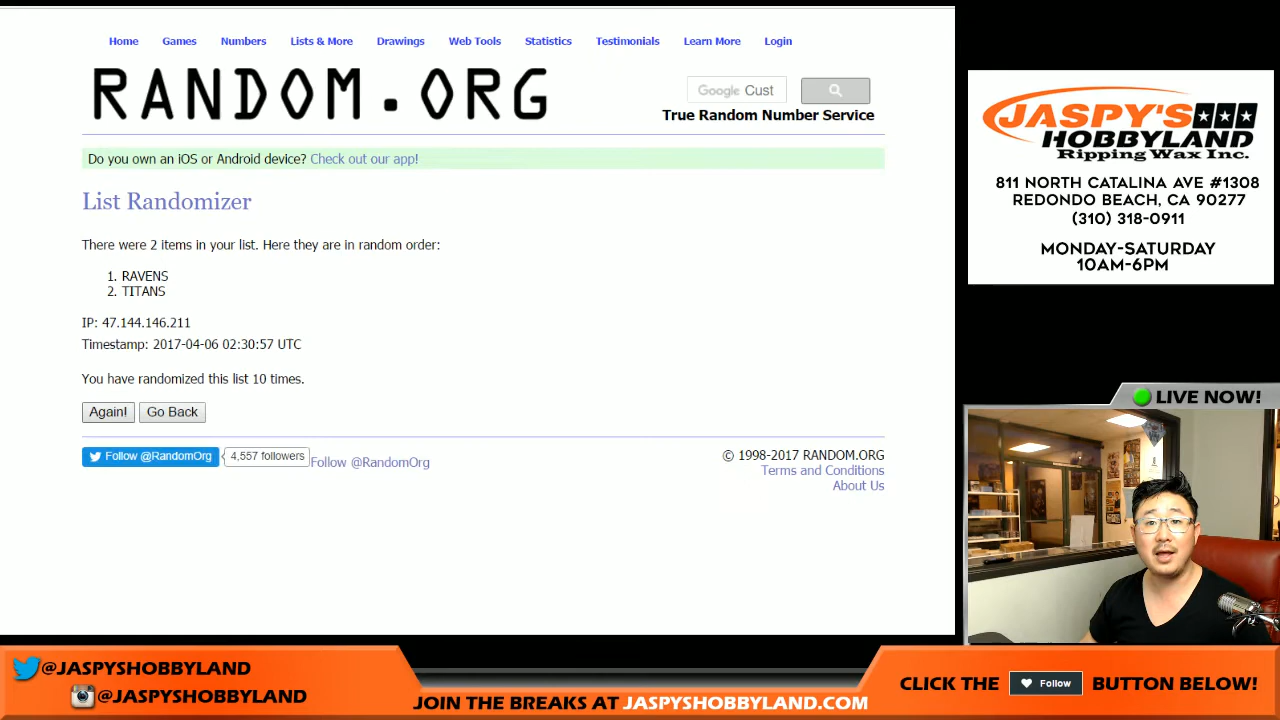 Home Games Numbers Lists & More Drawings Web Tools Statistics Testimonials Learn More Login
RANDOM.ORG
Google Cust
True Random Number Service
Do you own an iOS or Android device? Check out our app!
List Randomizer
There were 2 items in your list. Here they are in random order:
1. RAVENS
2. TITANS
IP: 47.144.146.211
Timestamp: 2017-04-06 02:30:57 UTC
You have randomized this list 10 times.
Again! Go Back
Follow @RandomOrg 4,557 followers Follow @RandomOrg
© 1998-2017 RANDOM.ORG
Terms and Conditions
About Us
JASPY'S
HOBBYLAND
Ripping Wax Inc.
811 NORTH CATALINA AVE #1308
REDONDO BEACH, CA 90277
(310) 318-0911
MONDAY-SATURDAY
10AM-6PM
LIVE NOW!
@JASPYSHOBBYLAND
@JASPYSHOBBYLAND
JOIN THE BREAKS AT JASPYSHOBBYLAND.COM
CLICK THE Follow BUTTON BELOW!